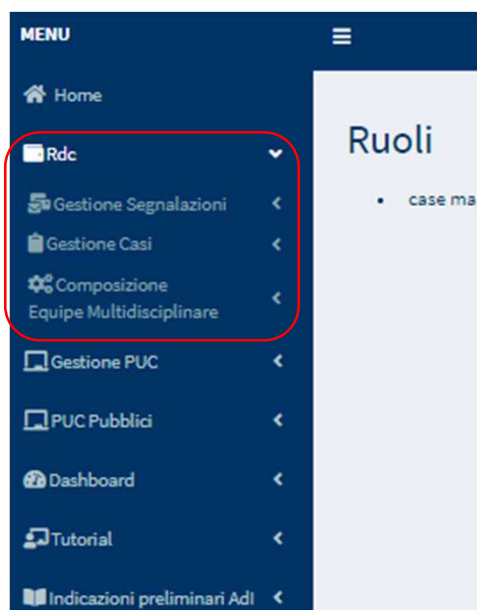 MENU
Home
Rdc
Ruoli
case ma
Gestione Segnalazioni
Gestione Casi
Composizione
Equipe Multidisciplinare
Gestione PUC
PUC Pubblici
Dashboard
Tutorial
Indicazioni preliminari AdI